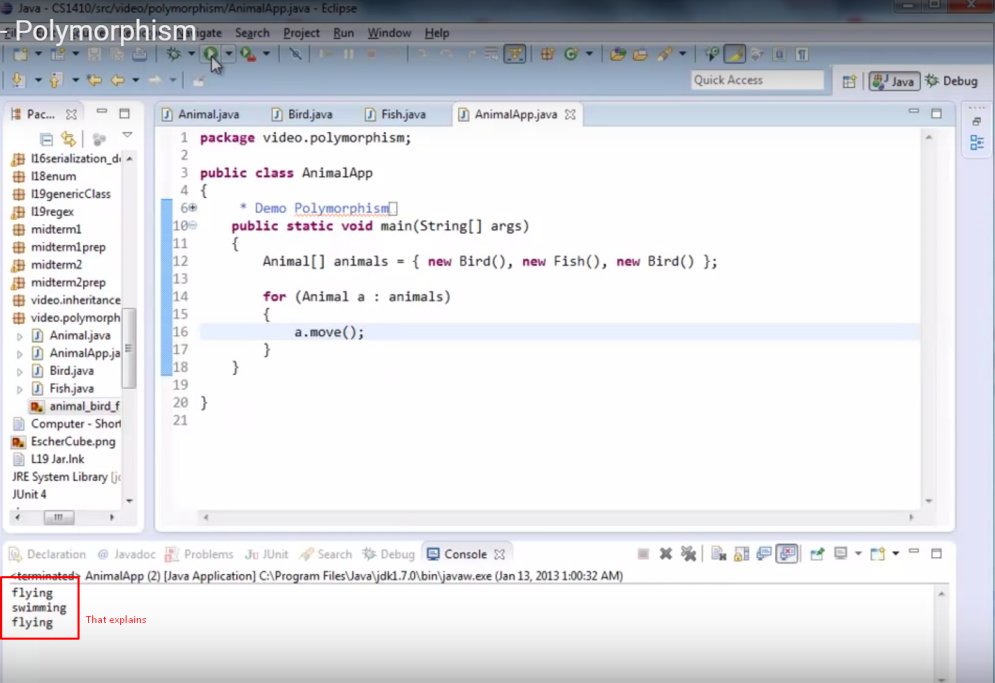 Java - CS1410/src/video/polymorphism/AnimalApp.java - Eclipse
- Polymorphism
Search Project Run Window Help
Quick Access
Java
Debug
Pac...
l16serialization_d
l18enum
l19genericClass
l19regex
midterm1
midterm1prep
midterm2
midterm2prep
video.inheritance
video.polymorph
Animal.java
AnimalApp.ja
Bird.java
Fish.java
animal_bird_f
Computer - Short
EscherCube.png
L19 Jar.lnk
JRE System Library [j
JUnit 4
Animal.java Bird.java Fish.java AnimalApp.java
1 package video.polymorphism;
2
3 public class AnimalApp
4 {
6 * Demo Polymorphism
10 public static void main(String[] args)
11 {
12 Animal[] animals = { new Bird(), new Fish(), new Bird() };
13
14 for (Animal a : animals)
15 {
16 a.move();
17 }
18 }
19
20 }
21
Declaration @ Javadoc Problems JUnit Search Debug Console
<terminated> AnimalApp (2) [Java Application] C:\Program Files\Java\jdk1.7.0\bin\javaw.exe (Jan 13, 2013 1:00:32 AM)
flying
swimming
flying
That explains